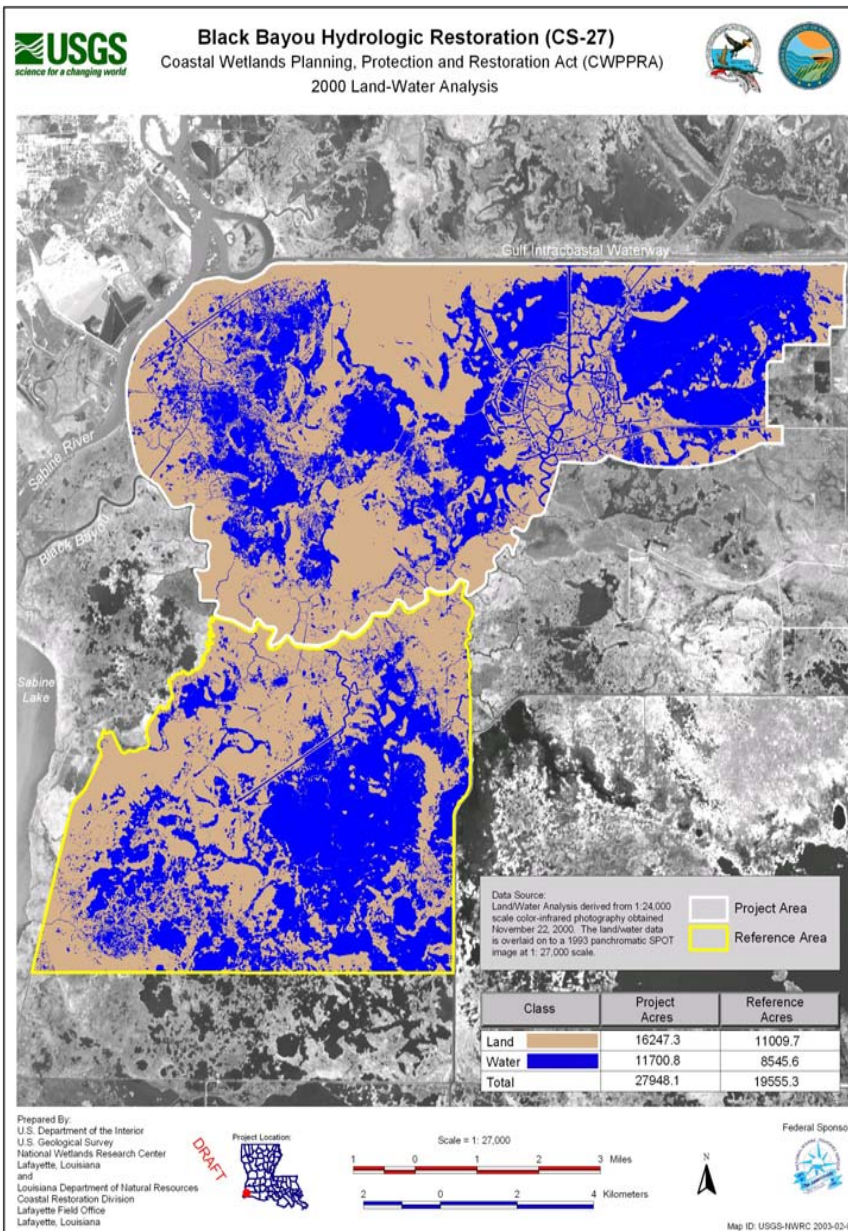 USGS
science for a changing world
Black Bayou Hydrologic Restoration (CS-27)
Coastal Wetlands Planning, Protection and Restoration Act (CWPPRA)
2000 Land-Water Analysis
Gulf Intracoastal Waterway
Sabine River
Black Bayou
Sabine
Lake
Data Source:
Land/Water Analysis derived from 1:24,000
scale color-infrared photography obtained
November 22, 2000. The land/water data
is overlaid on to a 1993 panchromatic SPOT
image at 1: 27,000 scale.
Project Area
Reference Area
Class Project Acres Reference Acres
Land 16247.3 11009.7
Water 11700.8 8545.6
Total 27948.1 19555.3
Prepared By:
U.S. Department of the Interior
U.S. Geological Survey
National Wetlands Research Center
Lafayette, Louisiana
and
Louisiana Department of Natural Resources
Coastal Restoration Division
Lafayette Field Office
Lafayette, Louisiana
DRAFT
Project Location:
Scale = 1: 27,000
1 0 1 2 3 Miles
2 0 2 4 Kilometers
N
Federal Sponso
Map ID: USGS-NWRC 2003-02-